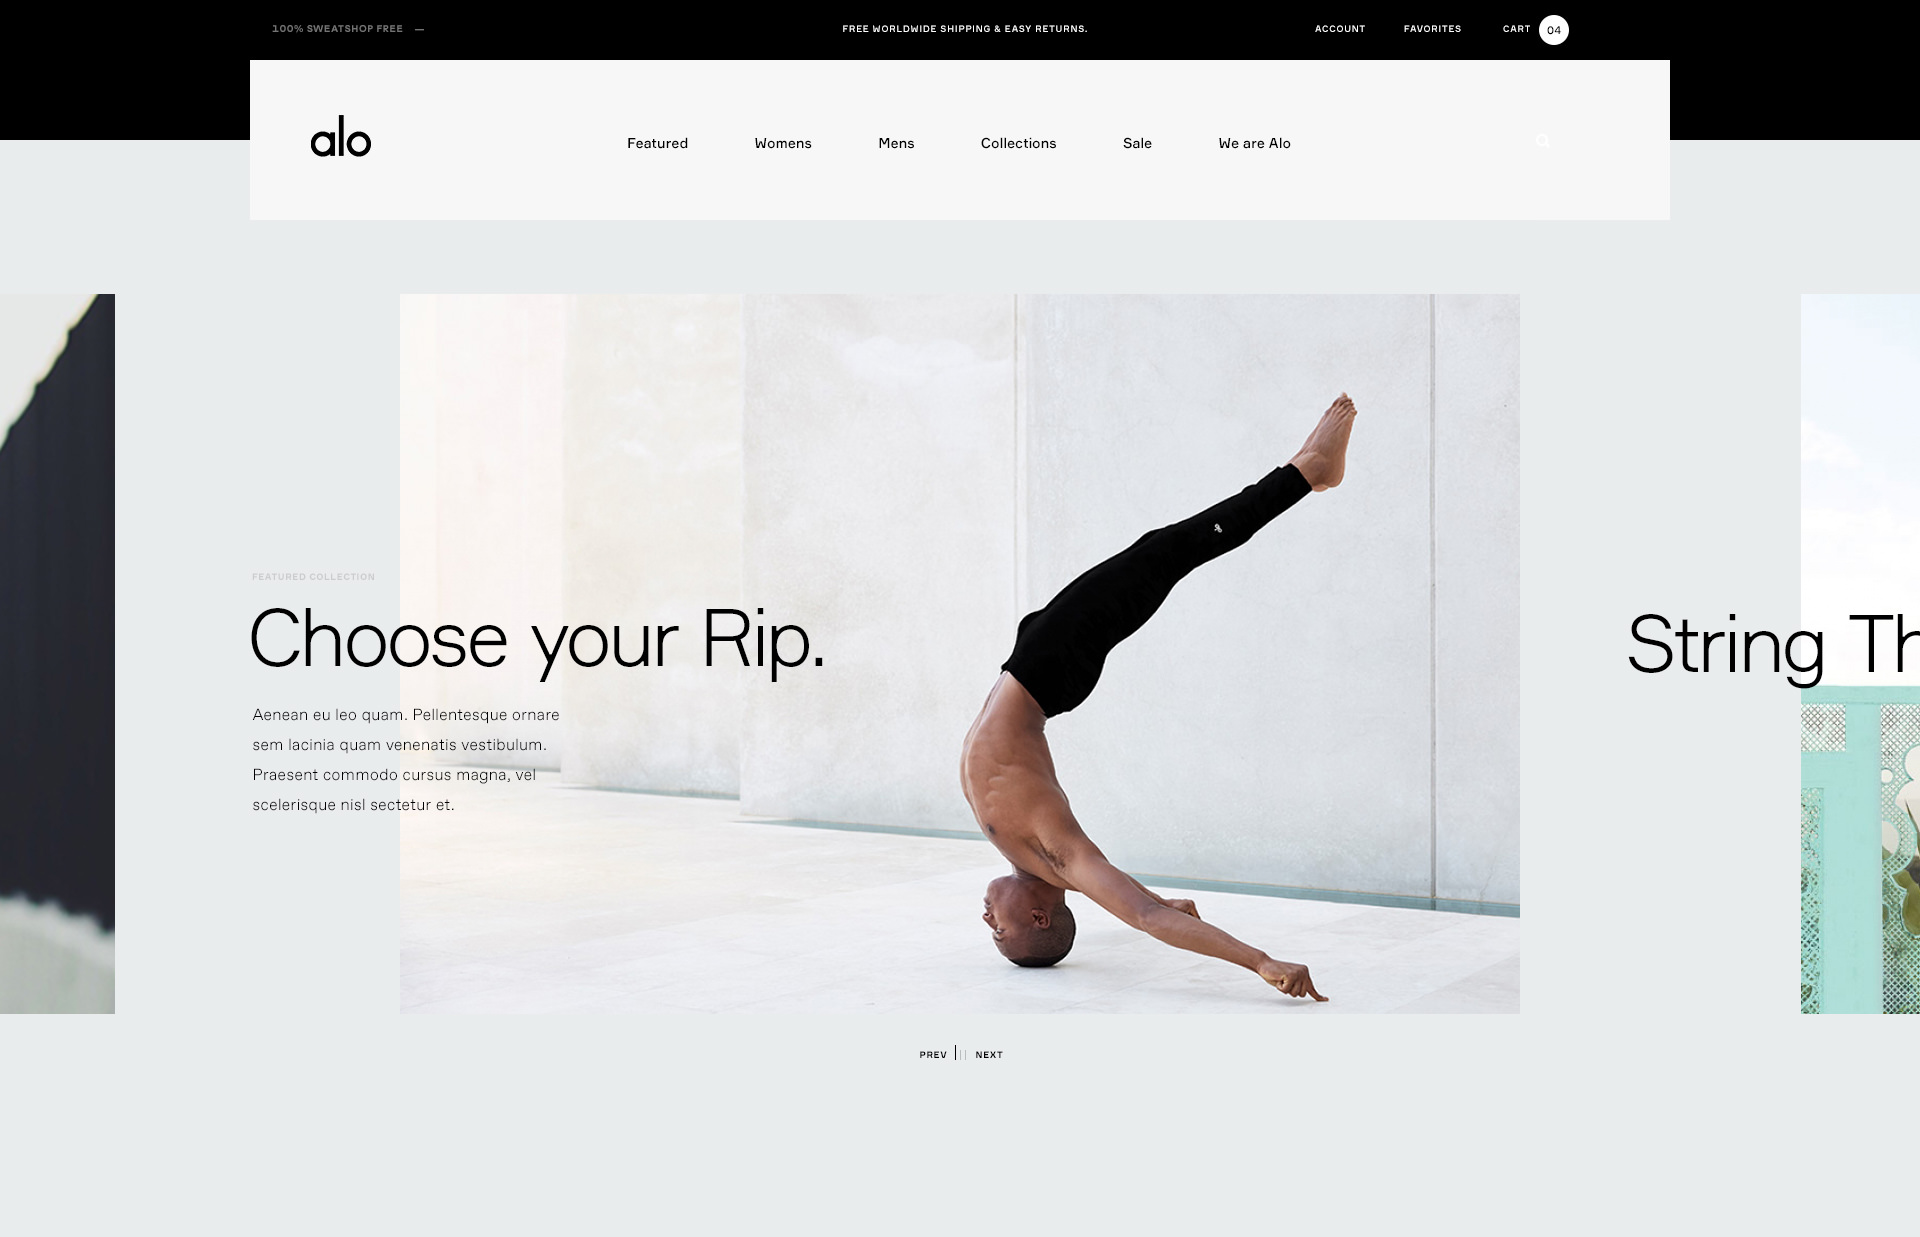 100% SWEATSHOP FREE —
FREE WORLDWIDE SHIPPING & EASY RETURNS.
ACCOUNT
FAVORITES
CART
04
alo
Featured
Womens
Mens
Collections
Sale
We are Alo
FEATURED COLLECTION
Choose your Rip.
Aenean eu leo quam. Pellentesque ornare
sem lacinia quam venenatis vestibulum.
Praesent commodo cursus magna, vel
scelerisque nisl sectetur et.
String Th
PREV
NEXT